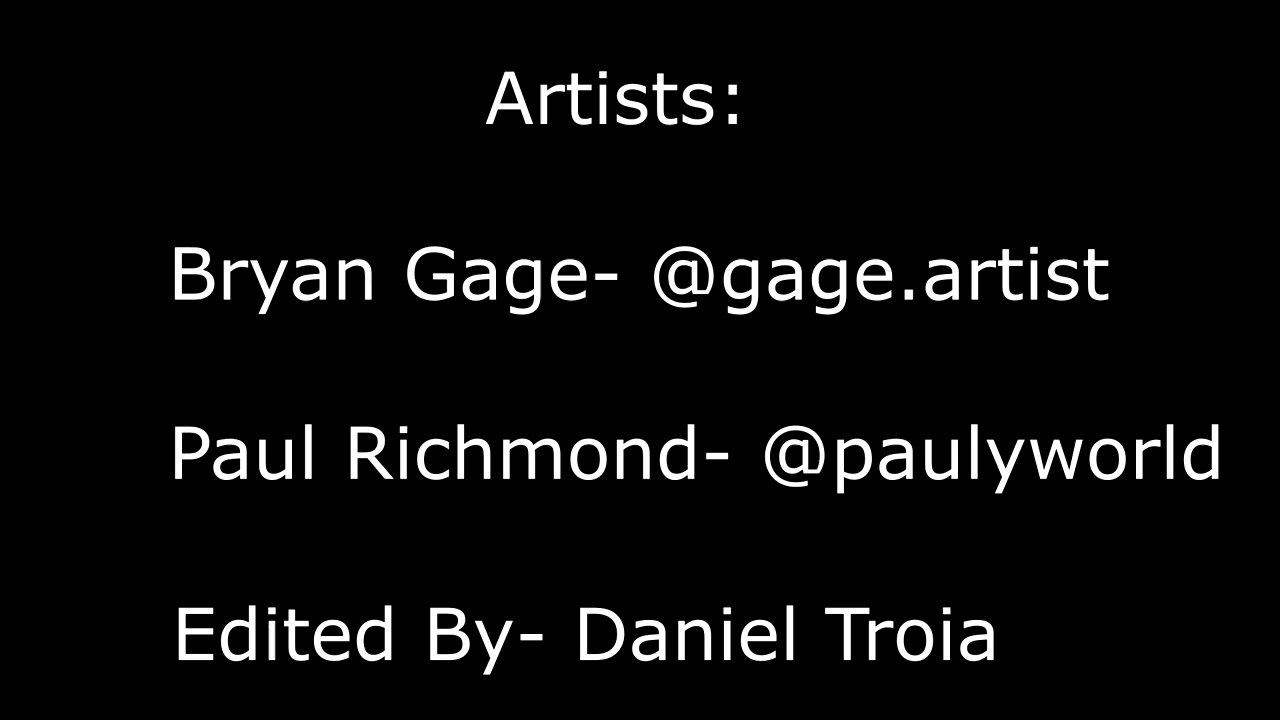 Artists:
Bryan Gage- @gage.artist
Paul Richmond- @paulyworld
Edited By- Daniel Troia